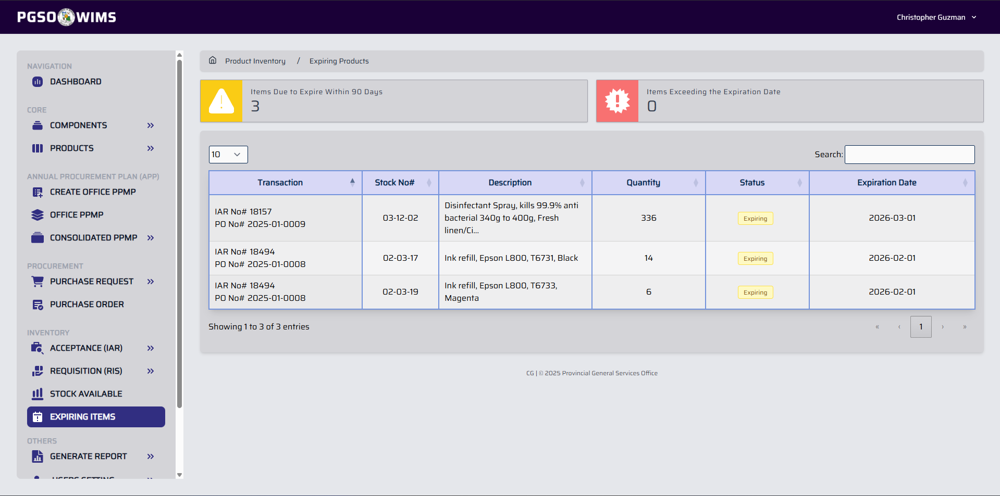 PGSO WIMS
Christopher Guzman
NAVIGATION
DASHBOARD
CORE
COMPONENTS
PRODUCTS
ANNUAL PROCUREMENT PLAN (APP)
CREATE OFFICE PPMP
OFFICE PPMP
CONSOLIDATED PPMP
PROCUREMENT
PURCHASE REQUEST
PURCHASE ORDER
INVENTORY
ACCEPTANCE (IAR)
REQUISITION (RIS)
STOCK AVAILABLE
EXPIRING ITEMS
OTHERS
GENERATE REPORT
USERS SETTING
Product Inventory / Expiring Products
Items Due to Expire Within 90 Days
3
Items Exceeding the Expiration Date
0
10
Search:
Transaction Stock No# Description Quantity Status Expiration Date
IAR No# 18157
PO No# 2025-01-0009
03-12-02
Disinfectant Spray, kills 99.9% anti
bacterial 340g to 400g, Fresh
linen/Ci...
336
Expiring
2026-03-01
IAR No# 18494
PO No# 2025-01-0008
02-03-17
Ink refill, Epson L800, T6731, Black
14
Expiring
2026-02-01
IAR No# 18494
PO No# 2025-01-0008
02-03-19
Ink refill, Epson L800, T6733,
Magenta
6
Expiring
2026-02-01
Showing 1 to 3 of 3 entries
« ‹ 1 › »
CG | © 2025 Provincial General Services Office